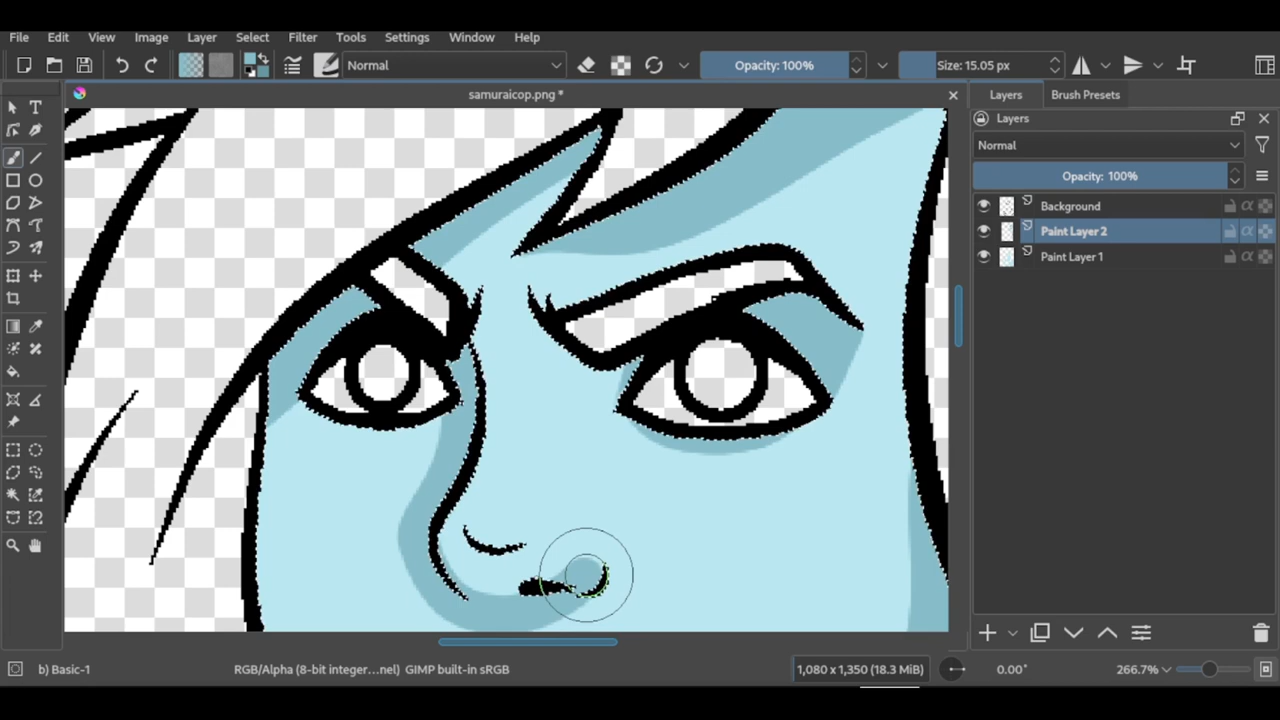 File Edit View Image Layer Select Filter Tools Settings Window Help
Normal Opacity: 100% Size: 15.05 px
samuraicop.png *
Layers Brush Presets
Layers
Normal
Opacity: 100%
Background
Paint Layer 2
Paint Layer 1
b) Basic-1 RGB/Alpha (8-bit integer...nel) GIMP built-in sRGB 1,080 x 1,350 (18.3 MiB) 0.00° 266.7%